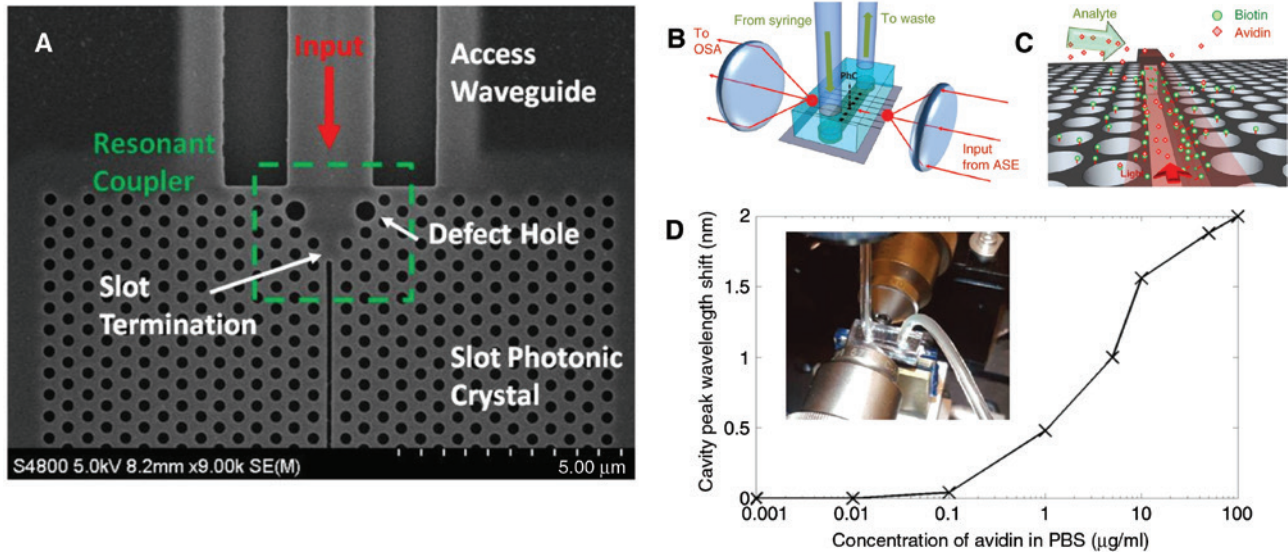 A
Input
Access
Waveguide
Resonant
Coupler
Defect Hole
Slot
Termination
Slot Photonic
Crystal
S4800 5.0kV 8.2mm x9.00k SE(M)
5.00 μm
B
From syringe
To waste
To
OSA
PhC
Input
from ASE
C
Analyte
Biotin
Avidin
Light
D
Cavity peak wavelength shift (nm)
2
1.5
1
0.5
0
0.001 0.01 0.1 1 10 100
Concentration of avidin in PBS (μg/ml)